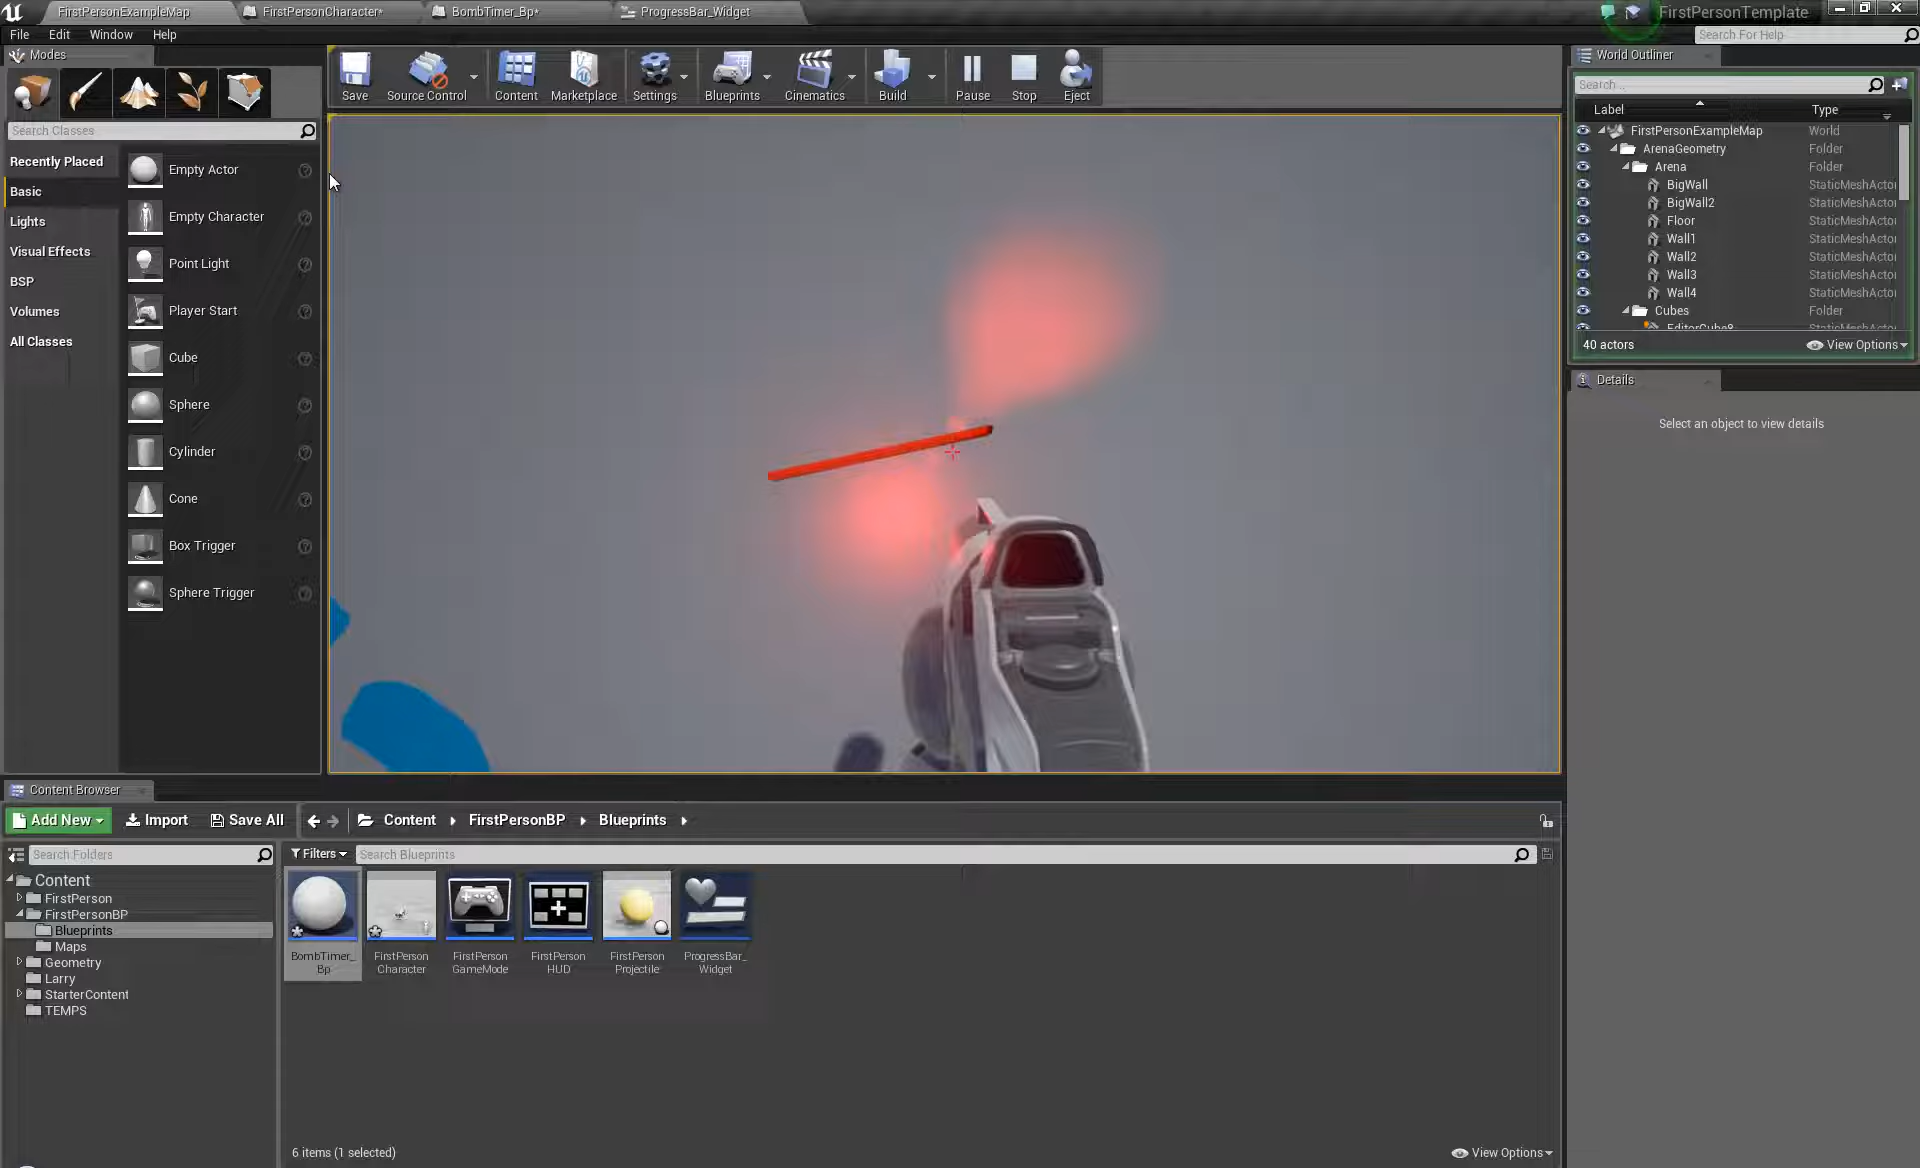 FirstPersonExampleMap
FirstPersonCharacter*
BombTimer_Bp*
ProgressBar_Widget
FirstPersonTemplate
File Edit Window Help
Search For Help
Modes
Save
Source Control
Content
Marketplace
Settings
Blueprints
Cinematics
Build
Pause
Stop
Eject
Search Classes
Recently Placed
Basic
Lights
Visual Effects
BSP
Volumes
All Classes
Empty Actor
Empty Character
Point Light
Player Start
Cube
Sphere
Cylinder
Cone
Box Trigger
Sphere Trigger
World Outliner
Search...
Label Type
FirstPersonExampleMap World
ArenaGeometry Folder
Arena Folder
BigWall StaticMeshActor
BigWall2 StaticMeshActor
Floor StaticMeshActor
Wall1 StaticMeshActor
Wall2 StaticMeshActor
Wall3 StaticMeshActor
Wall4 StaticMeshActor
Cubes Folder
EditorCube8 StaticMeshActor
40 actors
View Options
Details
Select an object to view details
Content Browser
Add New
Import
Save All
Content
FirstPersonBP
Blueprints
Search Folders
Filters
Search Blueprints
Content
FirstPerson
FirstPersonBP
Blueprints
Maps
Geometry
Larry
StarterContent
TEMPS
BombTimer_
Bp
FirstPerson
Character
FirstPerson
GameMode
FirstPerson
HUD
FirstPerson
Projectile
ProgressBar_
Widget
6 items (1 selected)
View Options